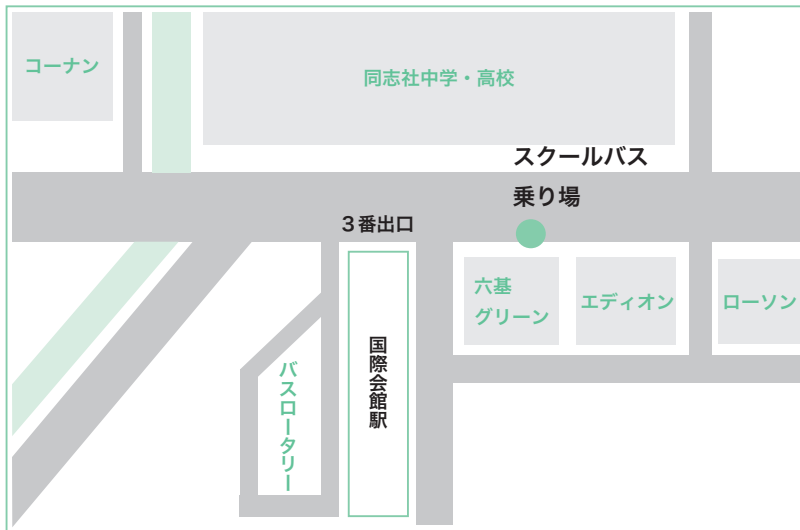 コーナン
同志社中学・高校
スクールバス
乗り場
３番出口
六基
グリーン
エディオン
ローソン
国際会館駅
バスロータリー